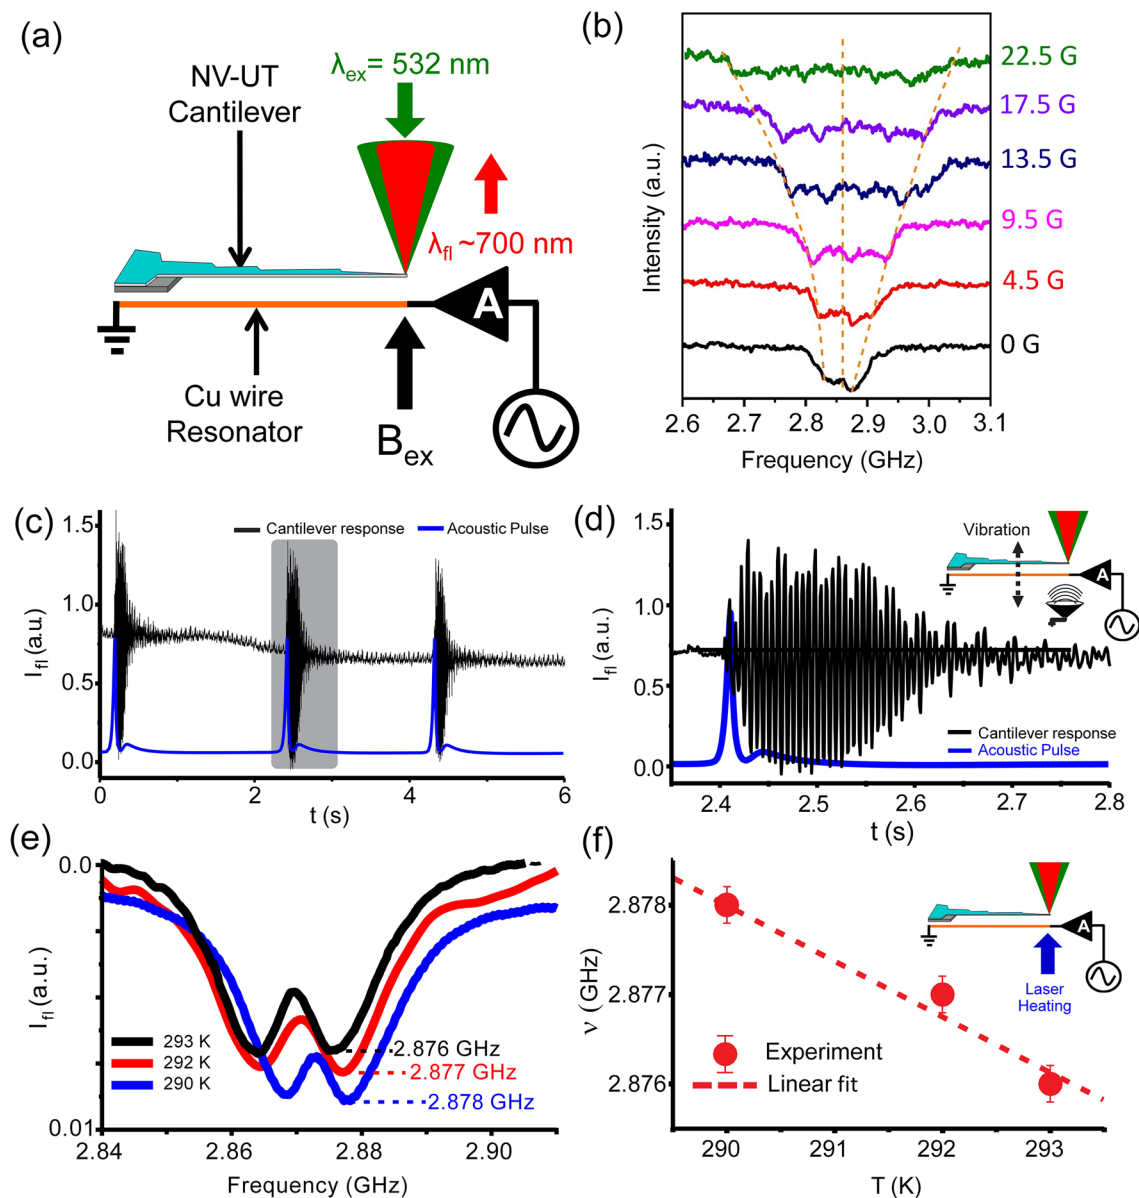 (a)
NV-UT
Cantilever
λex= 532 nm
λfl ~700 nm
A
Cu wire
Resonator
Bex
(b)
Intensity (a.u.)
22.5 G
17.5 G
13.5 G
9.5 G
4.5 G
0 G
2.6 2.7 2.8 2.9 3.0 3.1
Frequency (GHz)
(c)
Cantilever response Acoustic Pulse
Ifl (a.u.)
1.5
1.0
0.5
0.0
0 2 4 6
t (s)
(d)
Vibration
A
Ifl (a.u.)
1.5
1.0
0.5
0.0
Cantilever response
Acoustic Pulse
2.4 2.5 2.6 2.7 2.8
t (s)
(e)
Ifl (a.u.)
0.0
0.01
293 K
292 K
290 K
2.876 GHz
2.877 GHz
2.878 GHz
2.84 2.86 2.88 2.90
Frequency (GHz)
(f)
ν (GHz)
2.878
2.877
2.876
A
Laser
Heating
Experiment
Linear fit
290 291 292 293
T (K)